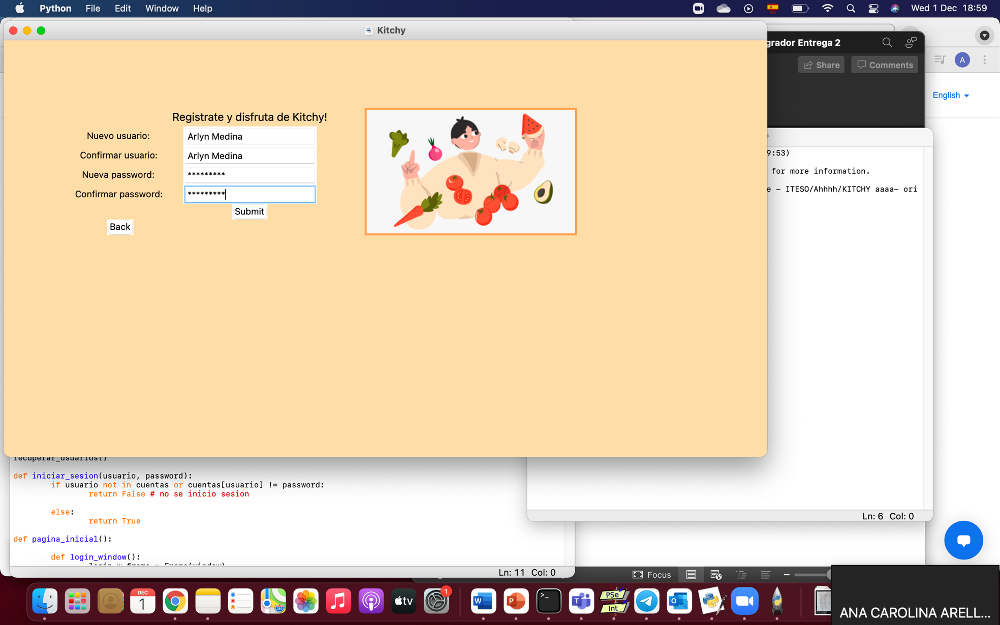 Python File Edit Window Help
Wed 1 Dec 18:59
Kitchy
grador Entrega 2
Share
Comments
A
English
Registrate y disfruta de Kitchy!
Nuevo usuario:
Arlyn Medina
Confirmar usuario:
Arlyn Medina
Nueva password:
*********
Confirmar password:
*********
Submit
Back
9:53)
for more information.
e – ITESO/Ahhhh/KITCHY aaaa- ori
Ln: 6 Col: 0
recuperar_usuarios()
def iniciar_sesion(usuario, password):
if usuario not in cuentas or cuentas[usuario] != password:
return False # no se inicio sesion
else:
return True
def pagina_inicial():
def login_window():
Ln: 11 Col: 0
Focus
DEC
1
280
tv
1
W
P
>_
T
PSe
Int
O
ANA CAROLINA ARELL...